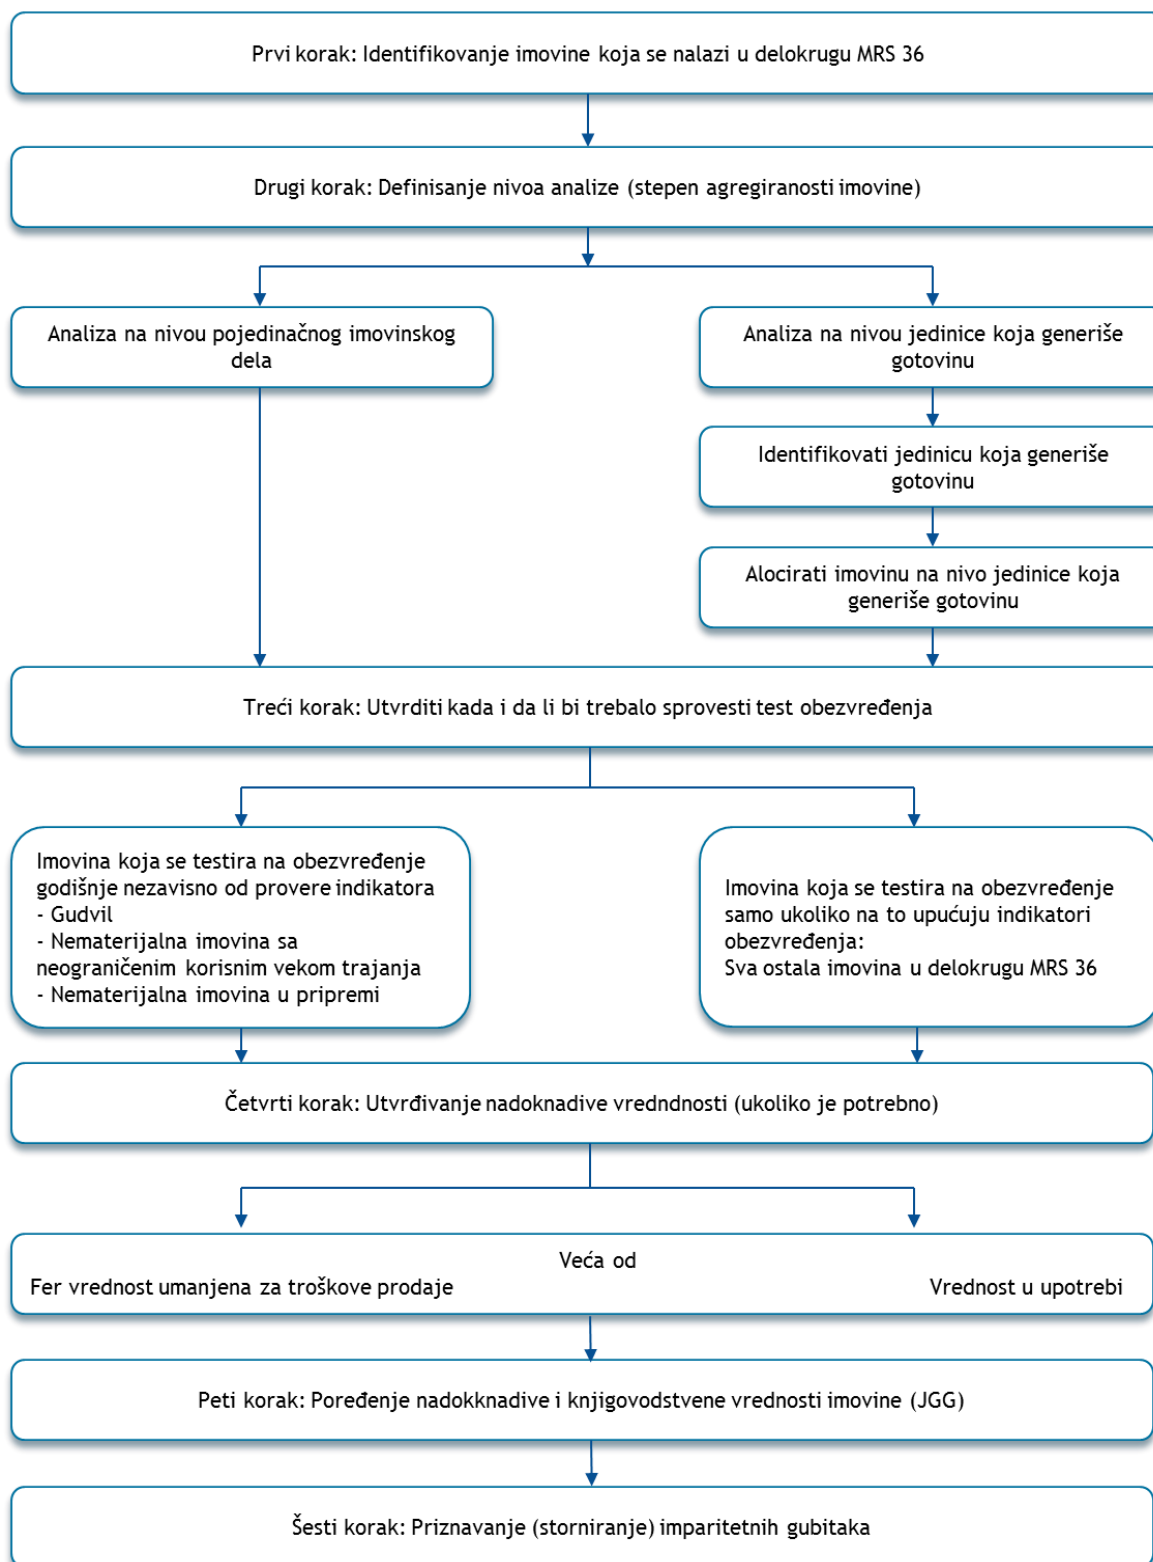 Prvi korak: Identifikovanje imovine koja se nalazi u delokrugu MRS 36
Drugi korak: Definisanje nivoa analize (stepen agregiranosti imovine)
Analiza na nivou pojedinačnog imovinskog
dela
Analiza na nivou jedinice koja generiše
gotovinu
Identifikovati jedinicu koja generiše
gotovinu
Alocirati imovinu na nivo jedinice koja
generiše gotovinu
Treći korak: Utvrditi kada i da li bi trebalo sprovesti test obezvređenja
Imovina koja se testira na obezvređenje
godišnje nezavisno od provere indikatora
- Gudvil
- Nematerijalna imovina sa
neograničenim korisnim vekom trajanja
- Nematerijalna imovina u pripremi
Imovina koja se testira na obezvređenje
samo ukoliko na to upućuju indikatori
obezvređenja:
Sva ostala imovina u delokrugu MRS 36
Četvrti korak: Utvrđivanje nadoknadive vredndnosti (ukoliko je potrebno)
Veća od
Fer vrednost umanjena za troškove prodaje
Vrednost u upotrebi
Peti korak: Poređenje nadokknadive i knjigovodstvene vrednosti imovine (JGG)
Šesti korak: Priznavanje (storniranje) imparitetnih gubitaka